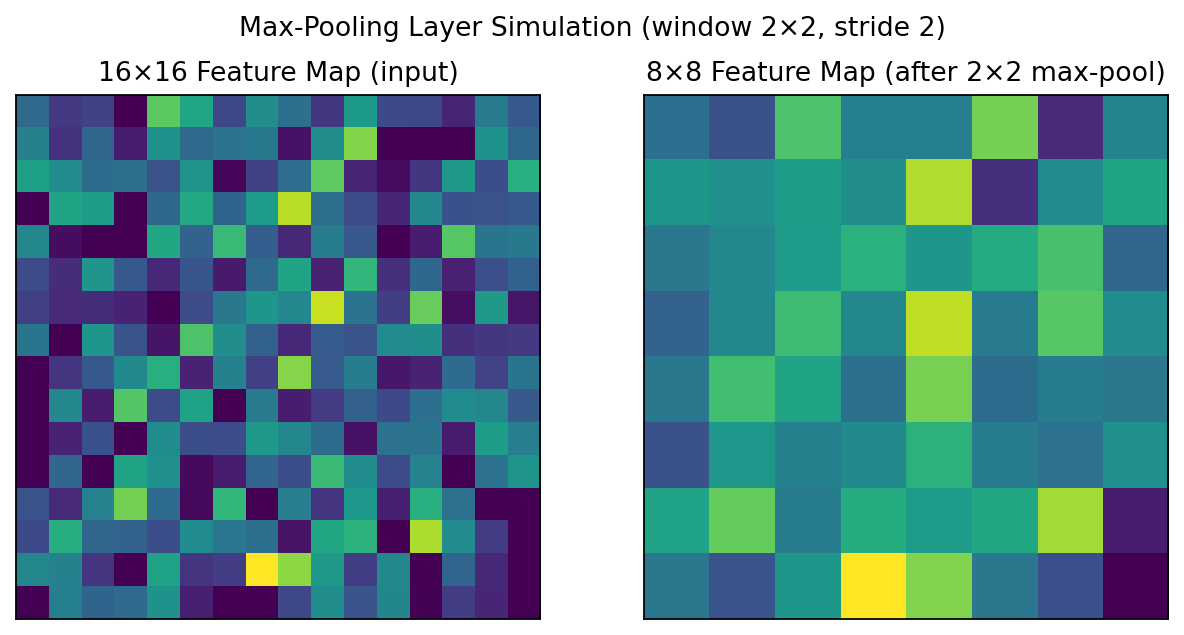 Max-Pooling Layer Simulation (window 2×2, stride 2)
16×16 Feature Map (input)
8×8 Feature Map (after 2×2 max-pool)